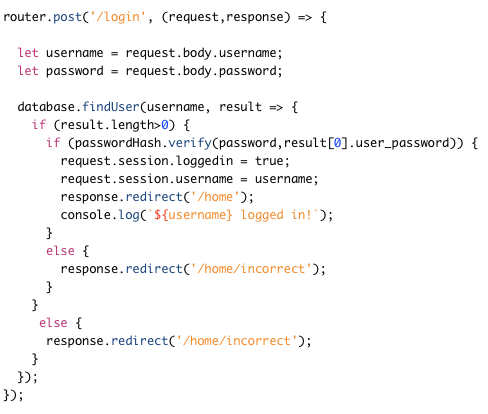 router.post('/login', (request,response) => {
let username = request.body.username;
let password = request.body.password;
database.findUser(username, result => {
if (result.length>0) {
if (passwordHash.verify(password,result[0].user_password)) {
request.session.loggedin = true;
request.session.username = username;
response.redirect('/home');
console.log(`${username} logged in!`);
}
else {
response.redirect('/home/incorrect');
}
}
else {
response.redirect('/home/incorrect');
}
});
});